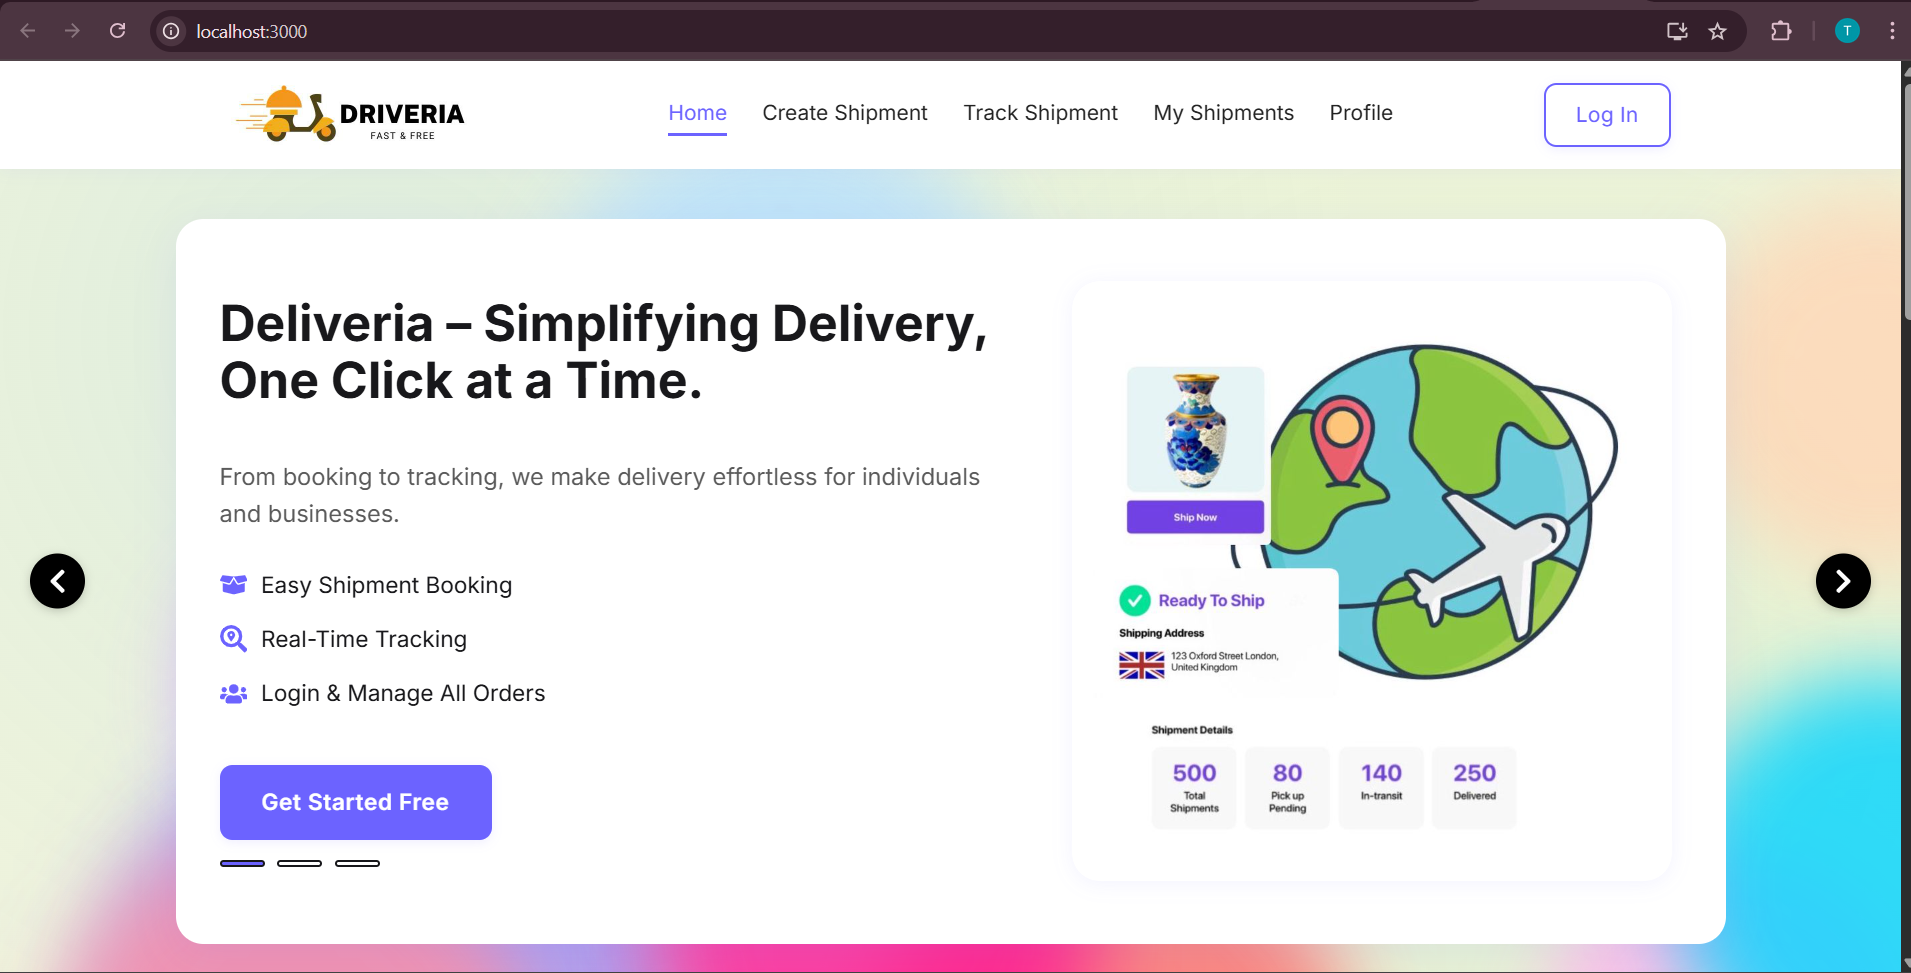 localhost:3000
T
DRIVERIA
FAST & FREE
Home
Create Shipment
Track Shipment
My Shipments
Profile
Log In
Deliveria – Simplifying Delivery,
One Click at a Time.
From booking to tracking, we make delivery effortless for individuals
and businesses.
Easy Shipment Booking
Real-Time Tracking
Login & Manage All Orders
Get Started Free
Ship Now
Ready To Ship
Shipping Address
123 Oxford Street London,
United Kingdom
Shipment Details
500
Total
Shipments
80
Pick up
Pending
140
In-transit
250
Delivered